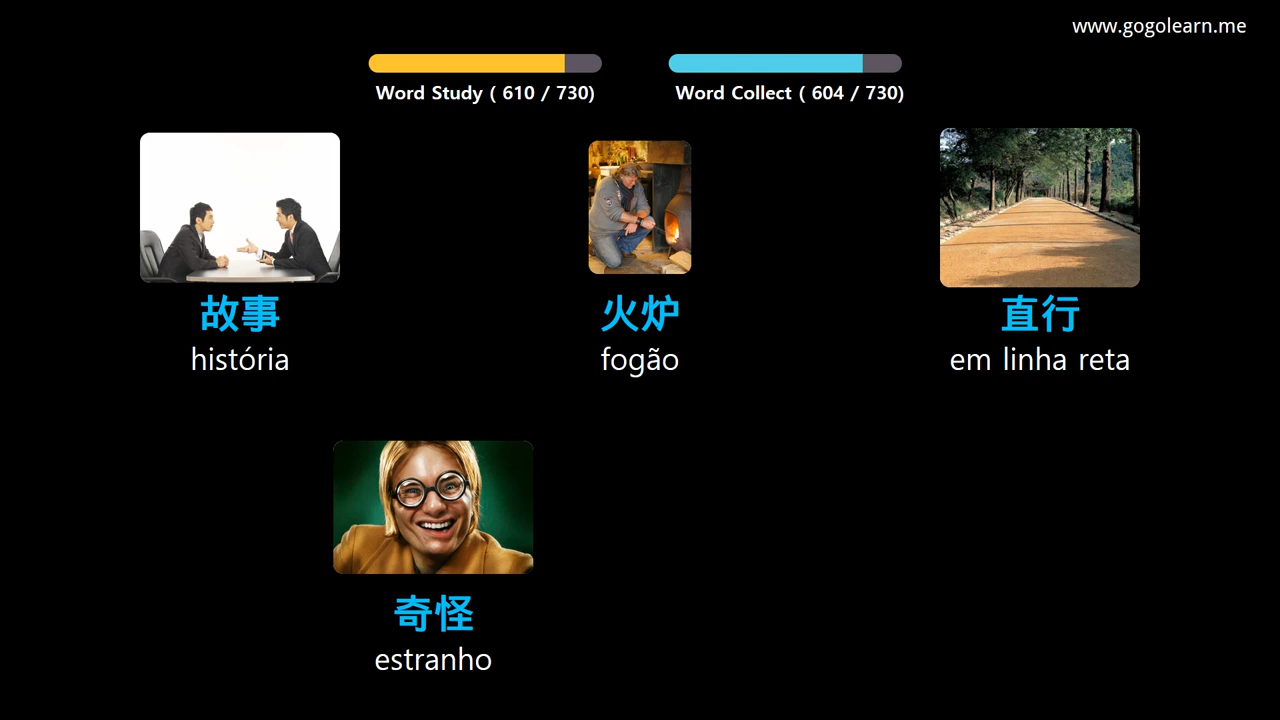 www.gogolearn.me
Word Study ( 610 / 730)
Word Collect ( 604 / 730)
故事
história
火炉
fogão
直行
em linha reta
奇怪
estranho